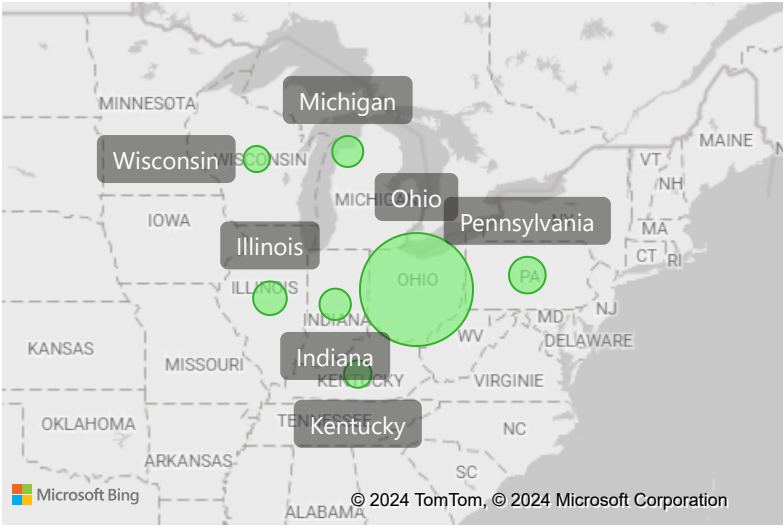 Michigan
MINNESOTA
MAINE
Wisconsin
WISCONSIN
VT
NH
MICHIGAN
Ohio
IOWA
Pennsylvania
NY
MA
Illinois
CT
RI
PA
OHIO
ILLINOIS
NJ
INDIANA
MD
WV
DELAWARE
KANSAS
Indiana
MISSOURI
KENTUCKY
VIRGINIE
OKLAHOMA
TENNESSEE
Kentucky
NC
ARKANSAS
SC
Microsoft Bing
ALABAMA
© 2024 TomTom, © 2024 Microsoft Corporation